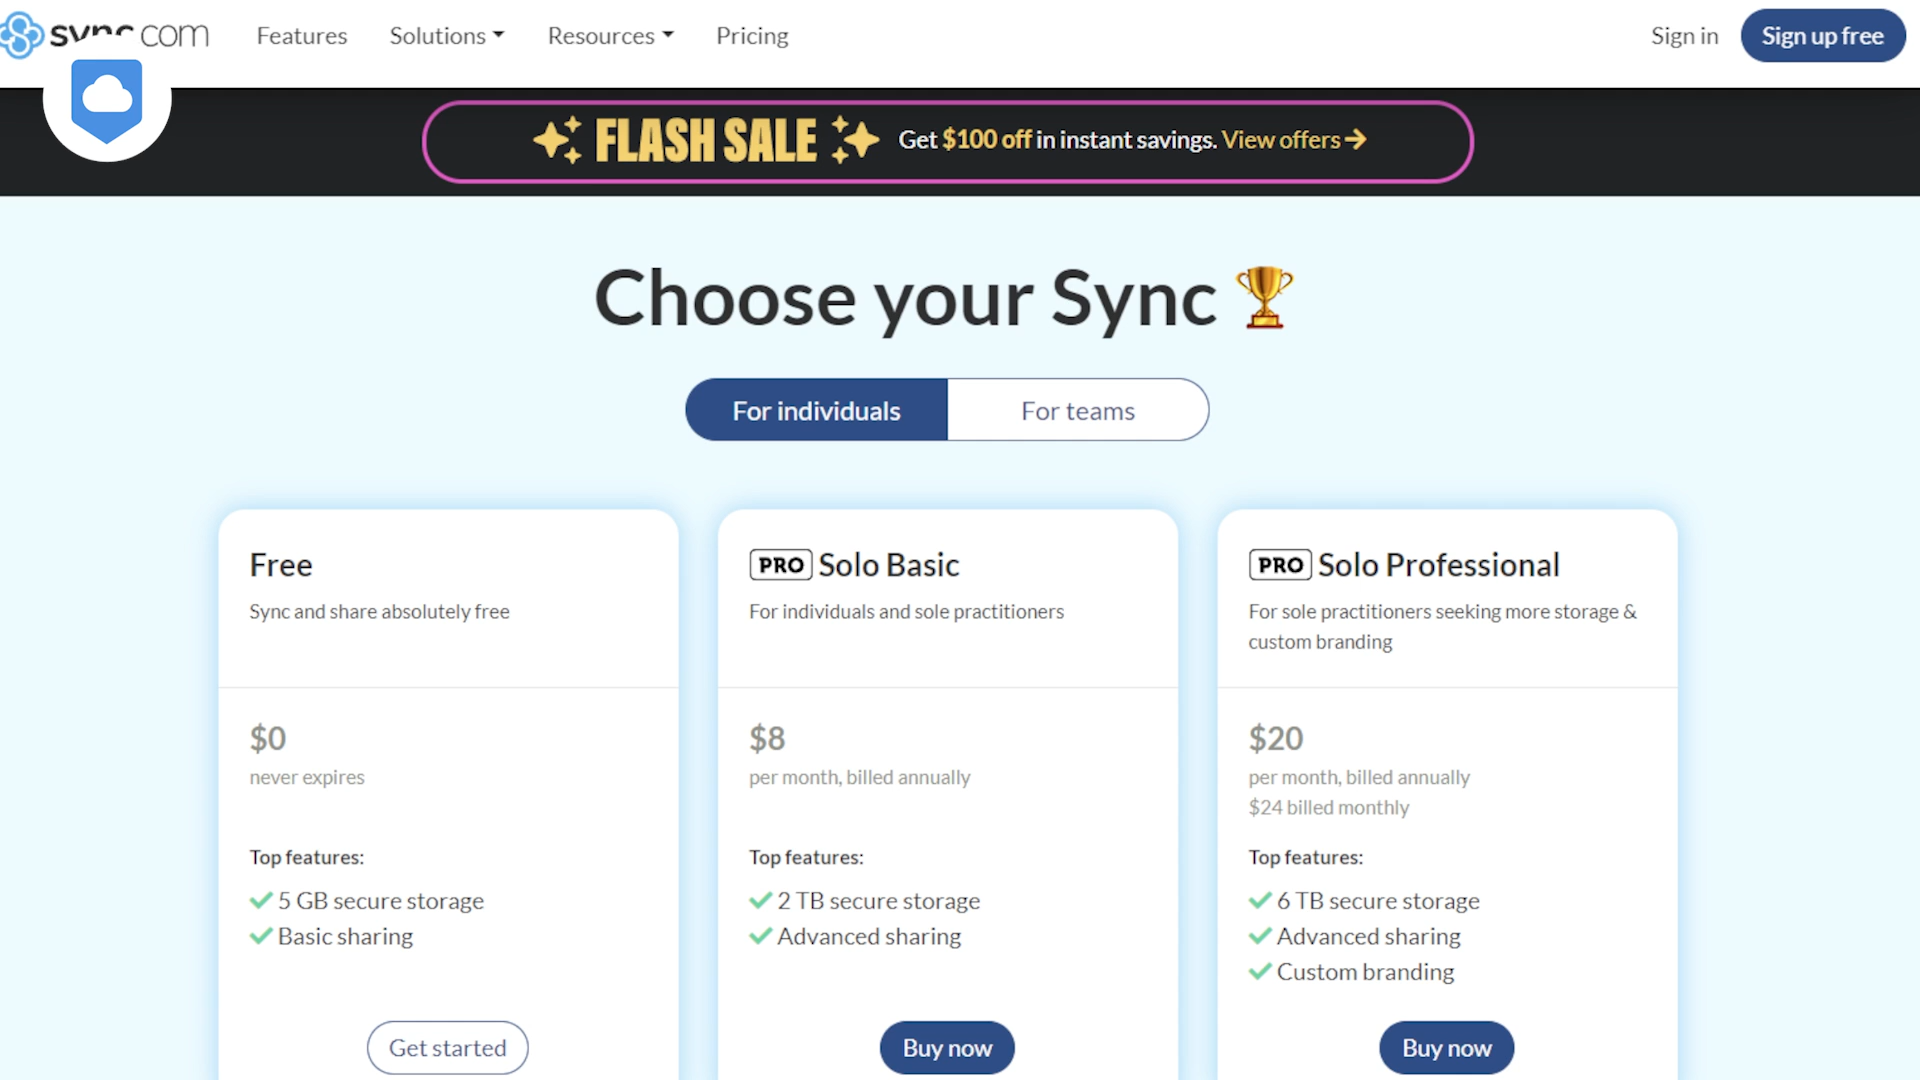 sync.com
Features
Solutions
Resources
Pricing
Sign in
Sign up free
FLASH SALE
Get $100 off in instant savings. View offers
Choose your Sync
For individuals
For teams
Free
Sync and share absolutely free
$0
never expires
Top features:
5 GB secure storage
Basic sharing
Get started
PRO Solo Basic
For individuals and sole practitioners
$8
per month, billed annually
Top features:
2 TB secure storage
Advanced sharing
Buy now
PRO Solo Professional
For sole practitioners seeking more storage &
custom branding
$20
per month, billed annually
$24 billed monthly
Top features:
6 TB secure storage
Advanced sharing
Custom branding
Buy now